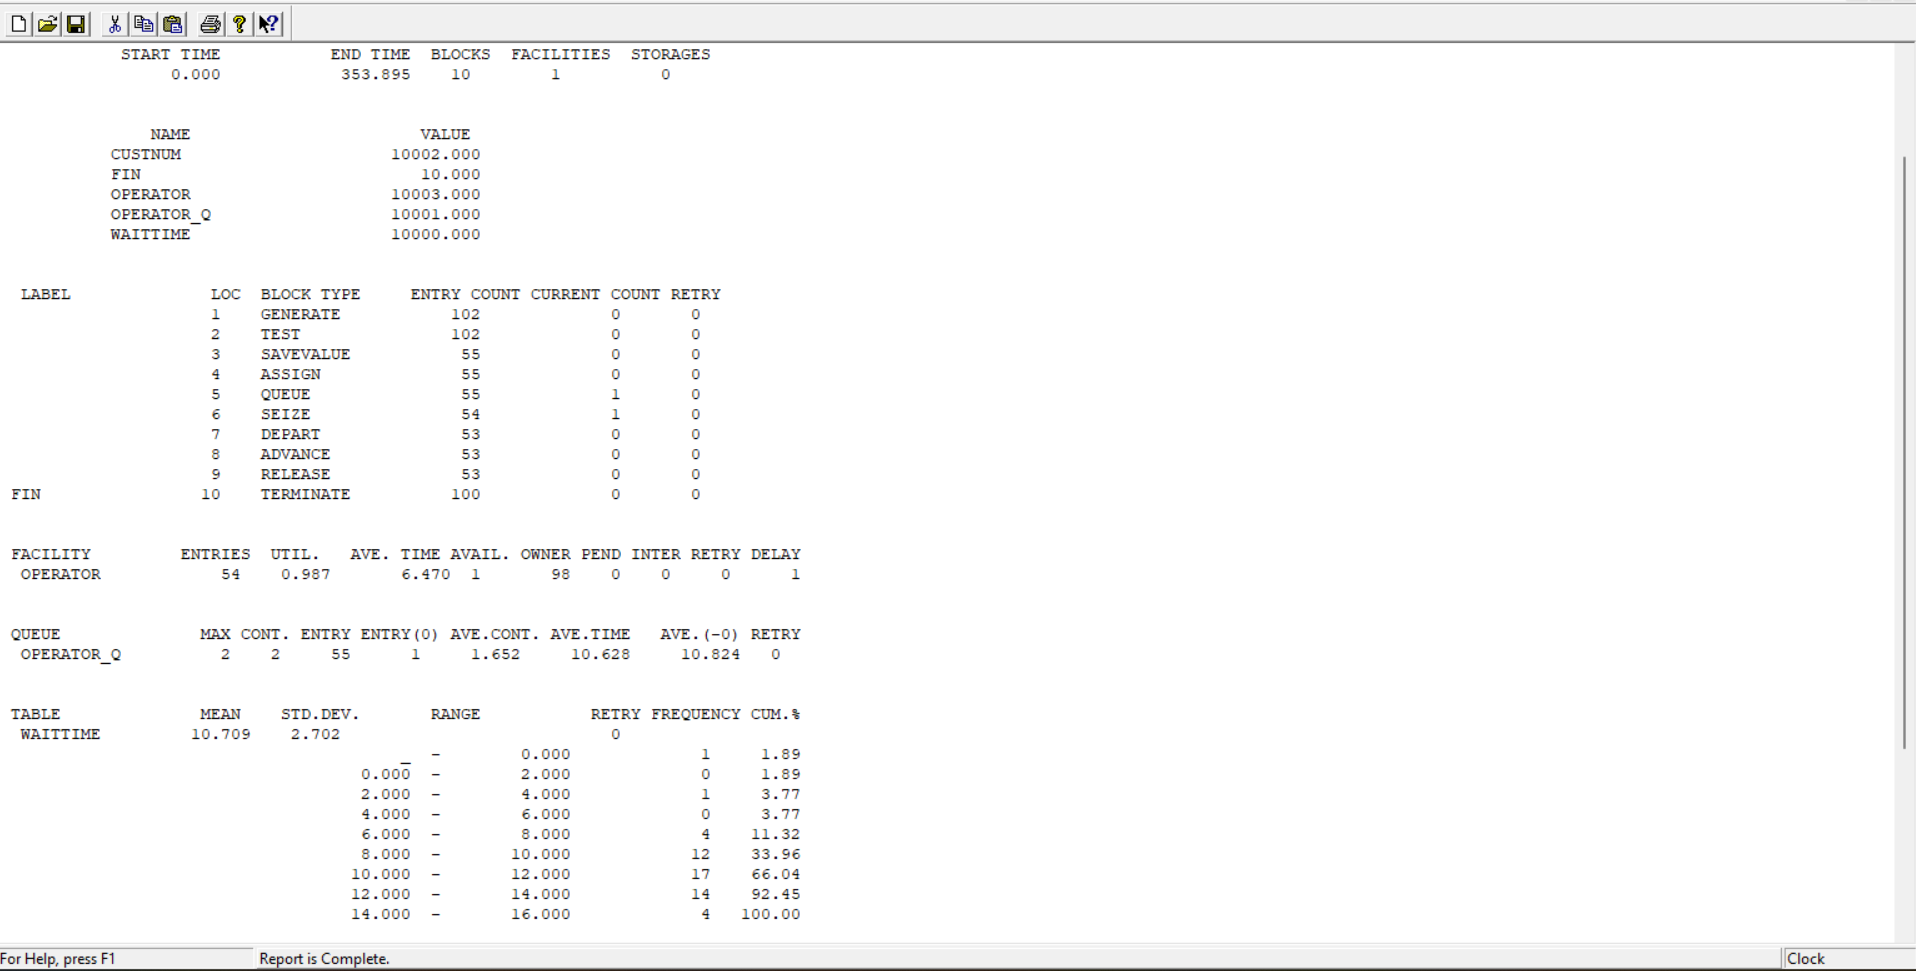 START TIME END TIME BLOCKS FACILITIES STORAGES
0.000 353.895 10 1 0
NAME VALUE
CUSTNUM 10002.000
FIN 10.000
OPERATOR 10003.000
OPERATOR_Q 10001.000
WAITTIME 10000.000
LABEL LOC BLOCK TYPE ENTRY COUNT CURRENT COUNT RETRY
1 GENERATE 102 0 0
2 TEST 102 0 0
3 SAVEVALUE 55 0 0
4 ASSIGN 55 0 0
5 QUEUE 55 1 0
6 SEIZE 54 1 0
7 DEPART 53 0 0
8 ADVANCE 53 0 0
9 RELEASE 53 0 0
FIN 10 TERMINATE 100 0 0
FACILITY ENTRIES UTIL. AVE. TIME AVAIL. OWNER PEND INTER RETRY DELAY
OPERATOR 54 0.987 6.470 1 98 0 0 0 1
QUEUE MAX CONT. ENTRY ENTRY(0) AVE.CONT. AVE.TIME AVE.(-0) RETRY
OPERATOR_Q 2 2 55 1 1.652 10.628 10.824 0
TABLE MEAN STD.DEV. RANGE RETRY FREQUENCY CUM.%
WAITTIME 10.709 2.702 0
_ - 0.000 1 1.89
0.000 - 2.000 0 1.89
2.000 - 4.000 1 3.77
4.000 - 6.000 0 3.77
6.000 - 8.000 4 11.32
8.000 - 10.000 12 33.96
10.000 - 12.000 17 66.04
12.000 - 14.000 14 92.45
14.000 - 16.000 4 100.00
For Help, press F1 Report is Complete. Clock